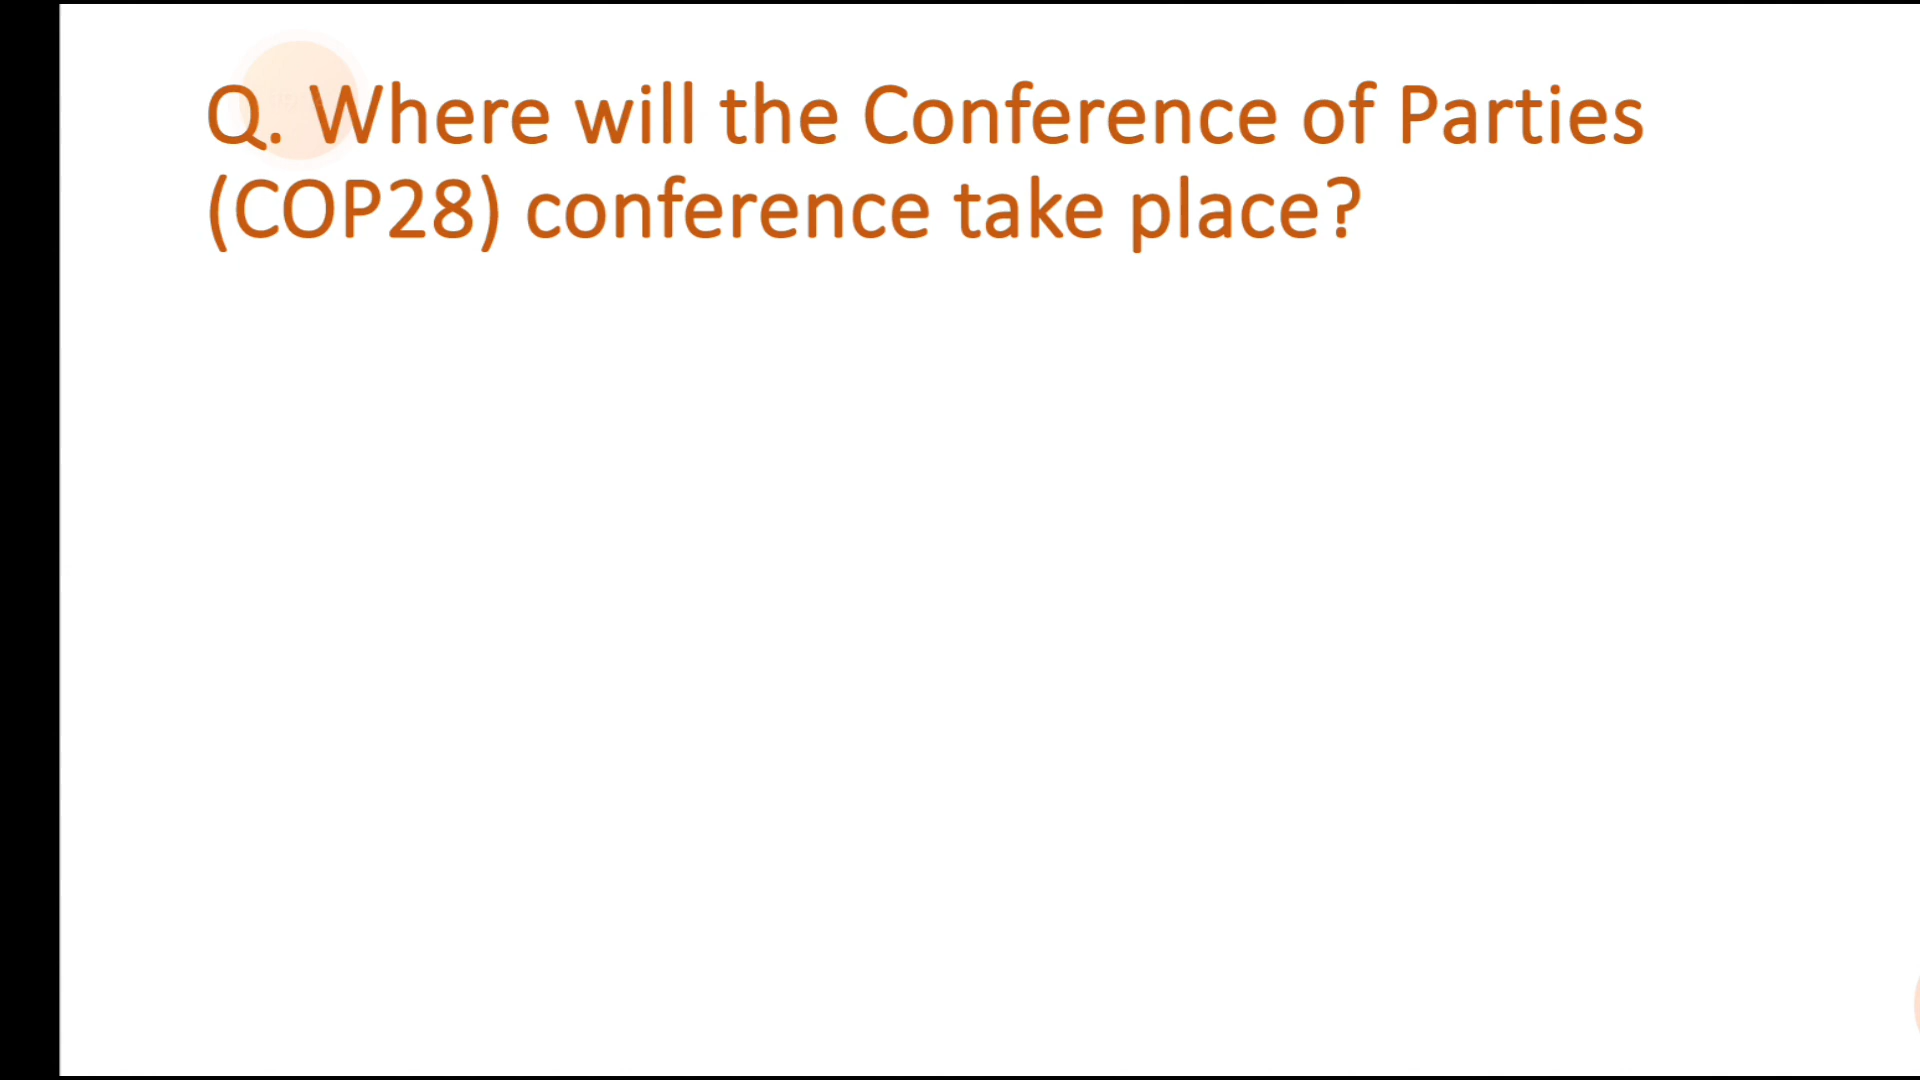 Q. Where will the Conference of Parties
(COP28) conference take place?